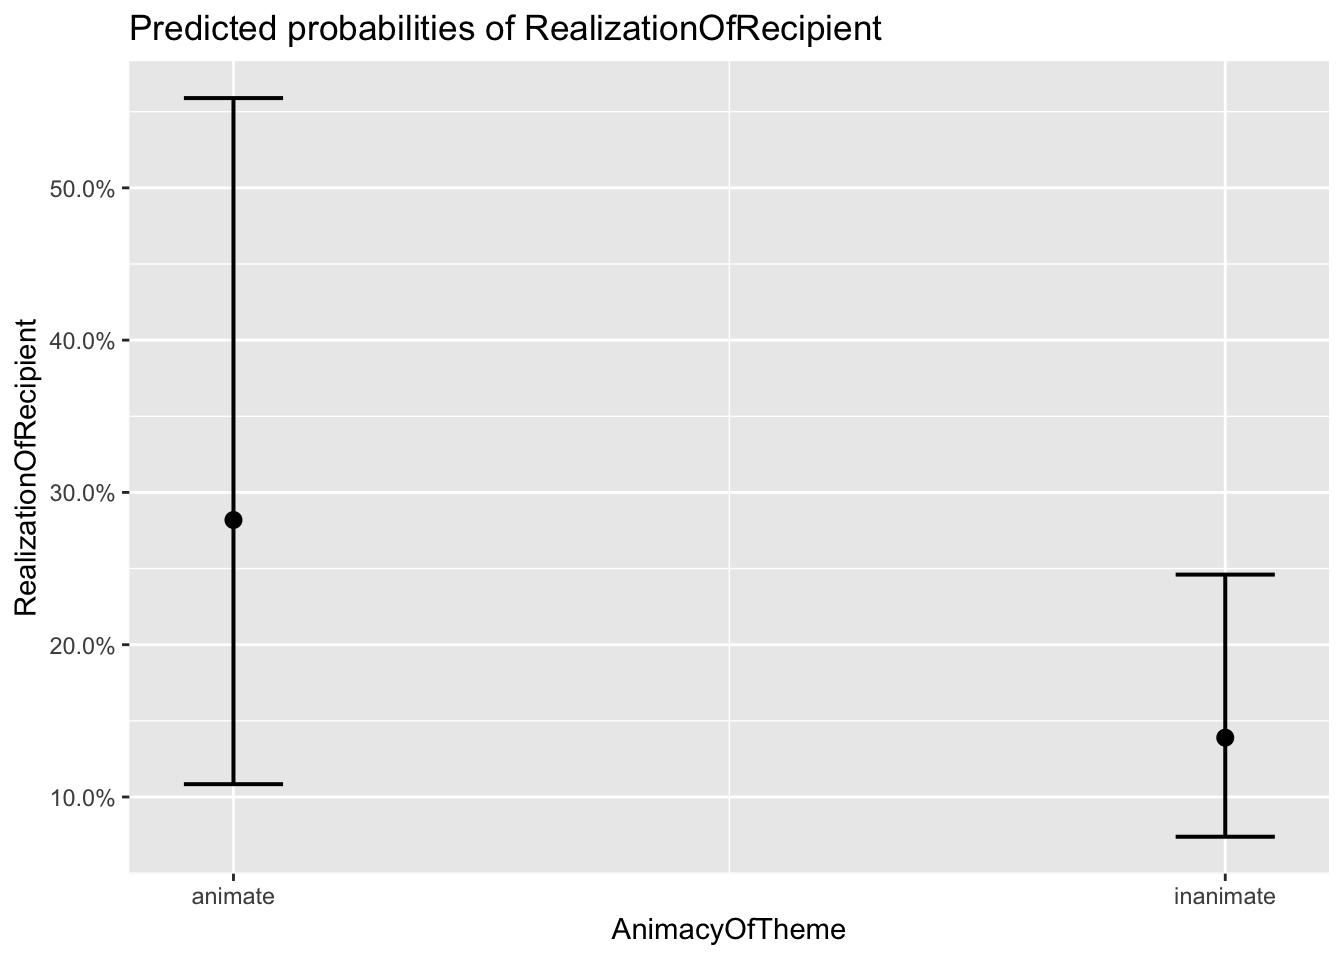 Predicted probabilities of RealizationOfRecipient
RealizationOfRecipient
50.0%
40.0%
30.0%
20.0%
10.0%
animate
inanimate
AnimacyOfTheme